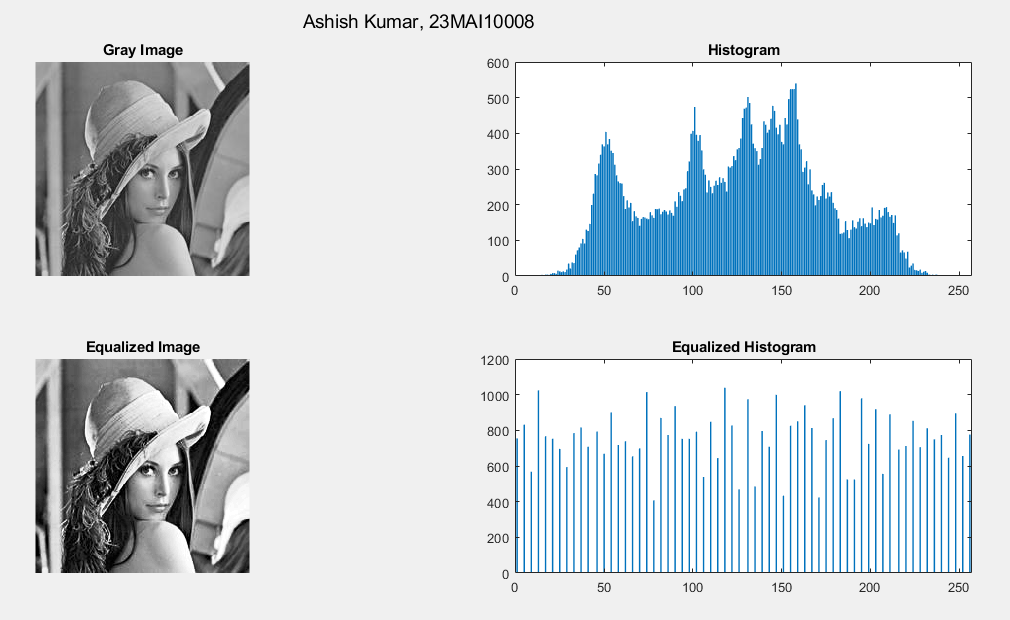 Ashish Kumar, 23MAI10008
Gray Image
Histogram
600
500
400
300
200
100
0
0 50 100 150 200 250
Equalized Image
Equalized Histogram
1200
1000
800
600
400
200
0
0 50 100 150 200 250